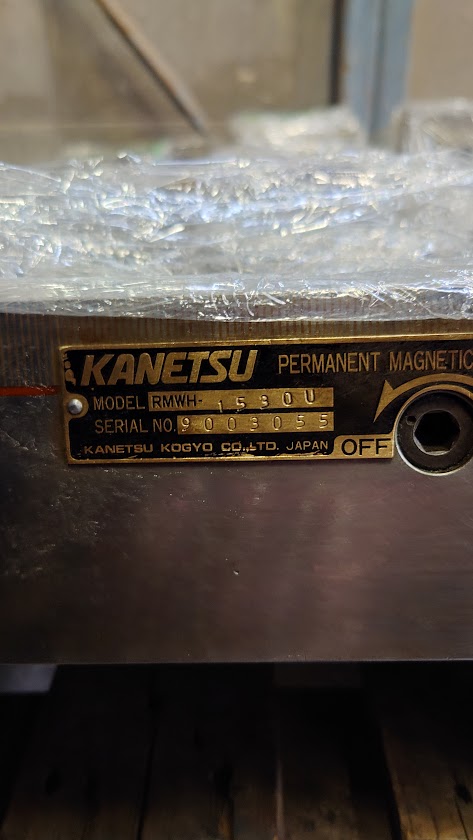 KANETSU PERMANENT MAGNETIC
MODEL RMWH-1530U
SERIAL NO. 9003055
KANETSU KOGYO CO.,LTD. JAPAN OFF